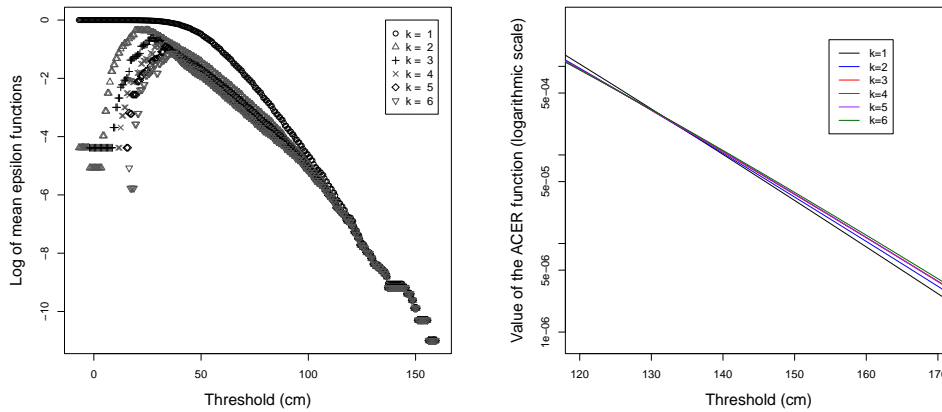 Log of mean epsilon functions
0
-2
-4
-6
-8
-10
k = 1
k = 2
k = 3
k = 4
k = 5
k = 6
0
50
100
150
Threshold (cm)
Value of the ACER function (logarithmic scale)
5e-04
5e-05
5e-06
1e-06
k=1
k=2
k=3
k=4
k=5
k=6
120
130
140
150
160
170
Threshold (cm)